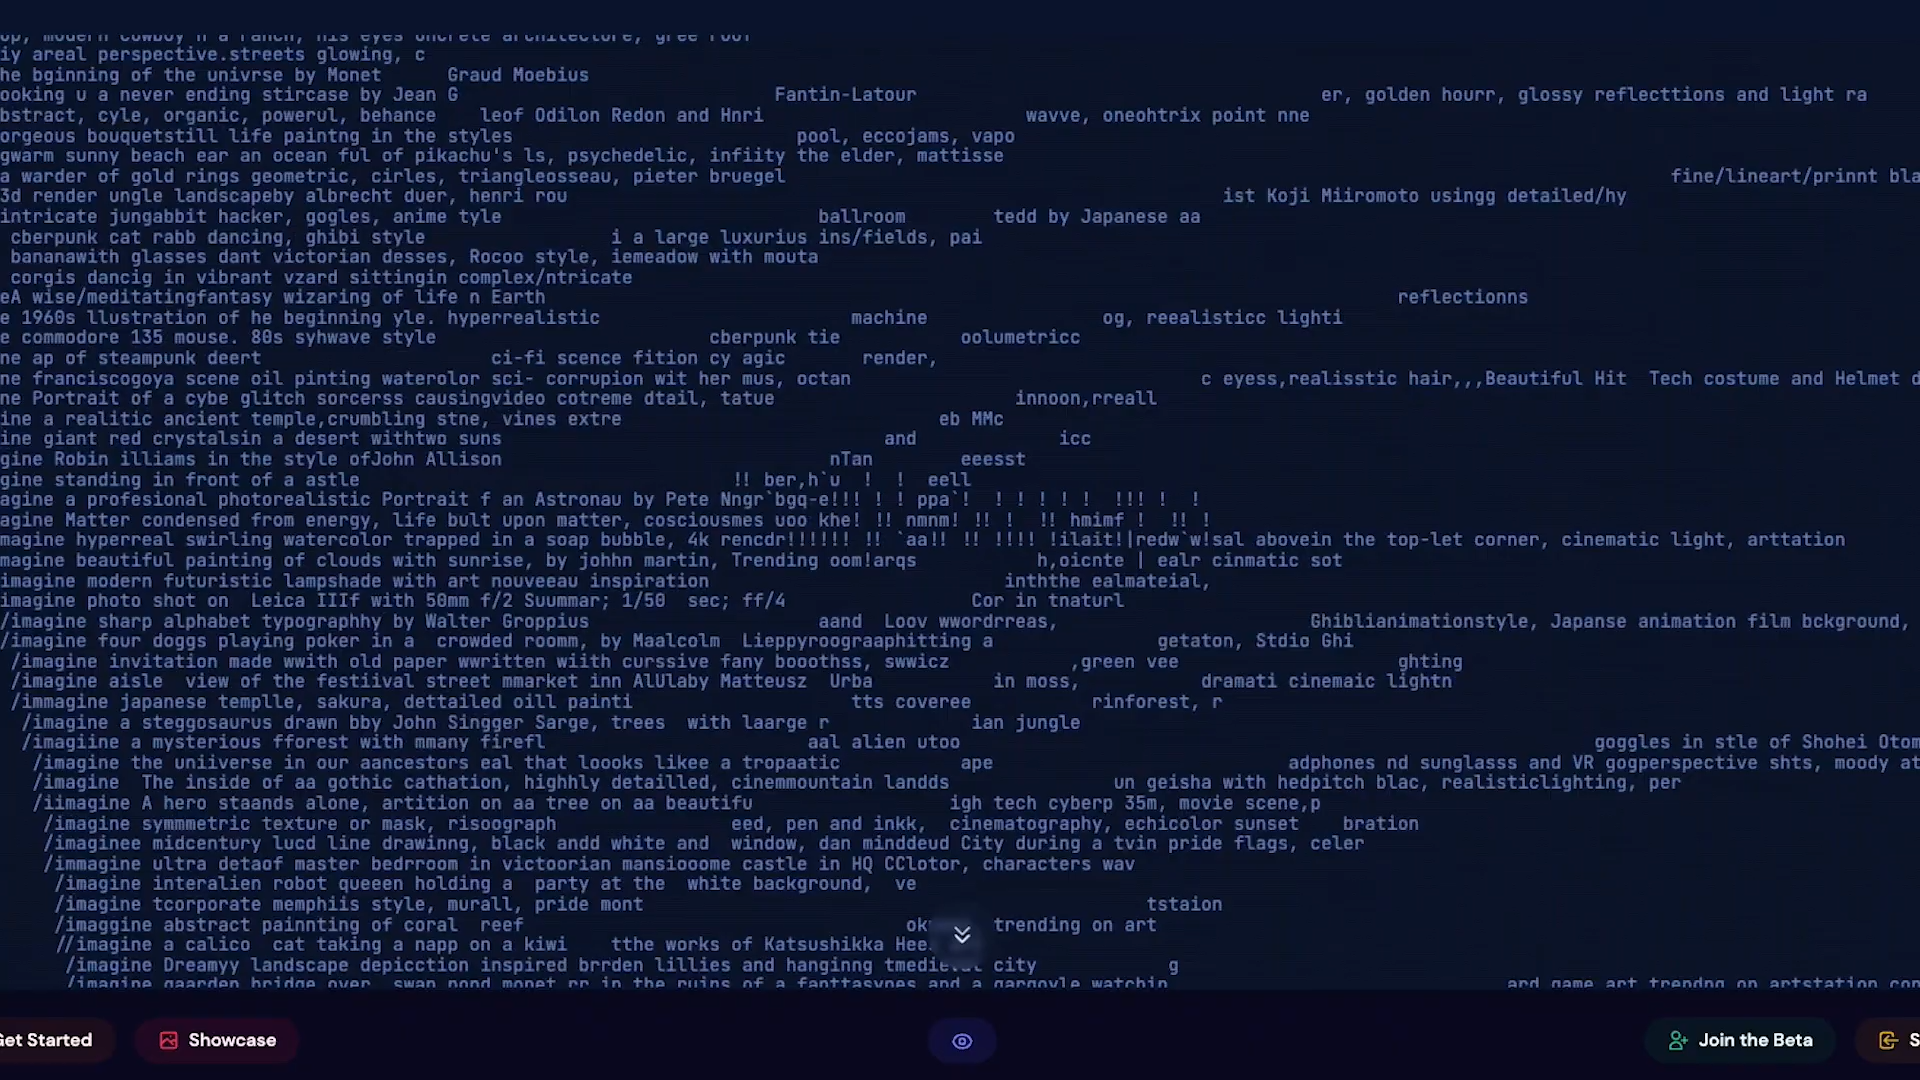 op, modern cowboy n a ranch, his eyes oncrete architecture, gree roof
iy areal perspective.streets glowing, c
he bginning of the univrse by Monet Graud Moebius
ooking u a never ending stircase by Jean G Fantin-Latour er, golden hourr, glossy reflecttions and light ra
bstract, cyle, organic, powerul, behance leof Odilon Redon and Hnri wavve, oneohtrix point nne
orgeous bouquetstill life paintng in the styles pool, eccojams, vapo
gwarm sunny beach ear an ocean ful of pikachu's ls, psychedelic, infiity the elder, mattisse
a warder of gold rings geometric, cirles, triangleosseau, pieter bruegel fine/lineart/prinnt bla
3d render ungle landscapeby albrecht duer, henri rou ist Koji Miiromoto usingg detailed/hy
intricate jungabbit hacker, gogles, anime tyle ballroom tedd by Japanese aa
cberpunk cat rabb dancing, ghibi style i a large luxurius ins/fields, pai
bananawith glasses dant victorian desses, Rocoo style, iemeadow with mouta
corgis dancig in vibrant vzard sittingin complex/ntricate
eA wise/meditatingfantasy wizaring of life n Earth reflectionns
e 1960s llustration of he beginning yle. hyperrealistic machine og, reealisticc lighti
e commodore 135 mouse. 80s syhwave style cberpunk tie oolumetricc
ne ap of steampunk deert ci-fi scence fition cy agic render,
ne franciscogoya scene oil pinting waterolor sci- corrupion wit her mus, octan c eyess,realisstic hair,,,Beautiful Hit Tech costume and Helmet d
ne Portrait of a cybe glitch sorcerss causingvideo cotreme dtail, tatue innoon,rreall
ine a realitic ancient temple,crumbling stne, vines extre eb MMc
ine giant red crystalsin a desert withtwo suns and icc
gine Robin illiams in the style ofJohn Allison nTan eeesst
gine standing in front of a astle !! ber,h`u ! ! eell
agine a profesional photorealistic Portrait f an Astronau by Pete Nngr`bgq-e!!! ! ! ppa`! ! ! ! ! ! !!! ! !
agine Matter condensed from energy, life bult upon matter, cosciousmes uoo khe! !! nmnm! !! ! !! hmimf ! !! !
magine hyperreal swirling watercolor trapped in a soap bubble, 4k rencdr!!!!!! !! `aa!! !! !!!! !ilait!|redw`w!sal abovein the top-let corner, cinematic light, arttation
magine beautiful painting of clouds with sunrise, by johhn martin, Trending oom!arqs h,oicnte | ealr cinmatic sot
imagine modern futuristic lampshade with art nouveeau inspiration inththe ealmateial,
imagine photo shot on Leica IIIf with 50mm f/2 Suummar; 1/50 sec; ff/4 Cor in tnaturl
/imagine sharp alphabet typographhy by Walter Groppius aand Loov wwordrreas, Ghiblianimationstyle, Japanse animation film bckground,
/imagine four doggs playing poker in a crowded roomm, by Maalcolm Lieppyroograaphitting a getaton, Stdio Ghi
/imagine invitation made wwith old paper wwritten wiith curssive fany booothss, swwicz ,green vee ghting
/imagine aisle view of the festiival street mmarket inn AlUlaby Matteusz Urba in moss, dramati cinemaic lightn
/immagine japanese templle, sakura, dettailed oill painti tts coveree rinforest, r
/imagine a steggosaurus drawn bby John Singger Sarge, trees with laarge r ian jungle
/imagiine a mysterious fforest with mmany firefl aal alien utoo goggles in stle of Shohei Otom
/imagine the uniiverse in our aancestors eal that loooks likee a tropaatic ape adphones nd sunglasss and VR gogperspective shts, moody at
/imagine The inside of aa gothic cathation, highhly detailled, cinemmountain landds un geisha with hedpitch blac, realisticlighting, per
/iimagine A hero staands alone, artition on aa tree on aa beautifu igh tech cyberp 35m, movie scene,p
/imagine symmmetric texture or mask, risoograph eed, pen and inkk, cinematography, echicolor sunset bration
/imaginee midcentury lucd line drawinng, black andd white and window, dan minddeud City during a tvin pride flags, celer
/immagine ultra detaof master bedrroom in victoorian mansiooome castle in HQ CClotor, characters wav
/imagine interalien robot queeen holding a party at the white background, ve
/imagine tcorporate memphiis style, murall, pride mont tstaion
/imagine abstract painnting of coral reef trending on art
//imagine a calico cat taking a napp on a kiwi tthe works of Katsushikka Hee
/imagine Dreamyy landscape depicction inspired brrden lillies and hanginng tmedieval city g
/imagine gaarden bridge over swan pond monet rr in the ruins of a fanttasypes and a gargoyle watchin ard game art trendng on artstation con
Get Started Showcase Join the Beta S